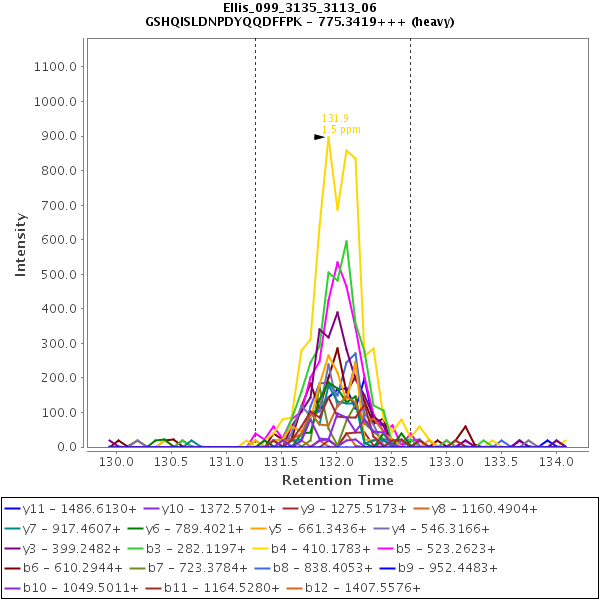 Ellis_099_3135_3113_06
GSHQISLDNPDYQQDFFPK - 775.3419+++ (heavy)
1100.0
1000.0
900.0
800.0
700.0
600.0
500.0
400.0
300.0
200.0
100.0
0.0
Intensity
131.9
1.5 ppm
130.0 130.5 131.0 131.5 132.0 132.5 133.0 133.5 134.0
Retention Time
y11 - 1486.6130+ y10 - 1372.5701+ y9 - 1275.5173+ y8 - 1160.4904+
y7 - 917.4607+ y6 - 789.4021+ y5 - 661.3436+ y4 - 546.3166+
y3 - 399.2482+ b3 - 282.1197+ b4 - 410.1783+ b5 - 523.2623+
b6 - 610.2944+ b7 - 723.3784+ b8 - 838.4053+ b9 - 952.4483+
b10 - 1049.5011+ b11 - 1164.5280+ b12 - 1407.5576+